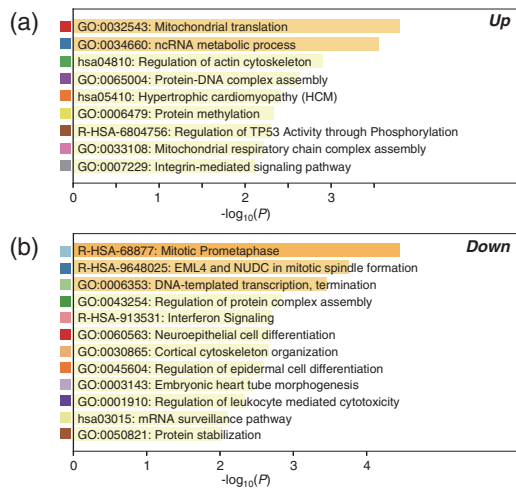 (a)
Up
GO:0032543: Mitochondrial translation
GO:0034660: ncRNA metabolic process
hsa04810: Regulation of actin cytoskeleton
GO:0065004: Protein-DNA complex assembly
hsa05410: Hypertrophic cardiomyopathy (HCM)
GO:0006479: Protein methylation
R-HSA-6804756: Regulation of TP53 Activity through Phosphorylation
GO:0033108: Mitochondrial respiratory chain complex assembly
GO:0007229: Integrin-mediated signaling pathway
0 1 2 3
-log10(P)
(b)
Down
R-HSA-68877: Mitotic Prometaphase
R-HSA-9648025: EML4 and NUDC in mitotic spindle formation
GO:0006353: DNA-templated transcription, termination
GO:0043254: Regulation of protein complex assembly
R-HSA-913531: Interferon Signaling
GO:0060563: Neuroepithelial cell differentiation
GO:0030865: Cortical cytoskeleton organization
GO:0045604: Regulation of epidermal cell differentiation
GO:0003143: Embryonic heart tube morphogenesis
GO:0001910: Regulation of leukocyte mediated cytotoxicity
hsa03015: mRNA surveillance pathway
GO:0050821: Protein stabilization
0 1 2 3 4
-log10(P)